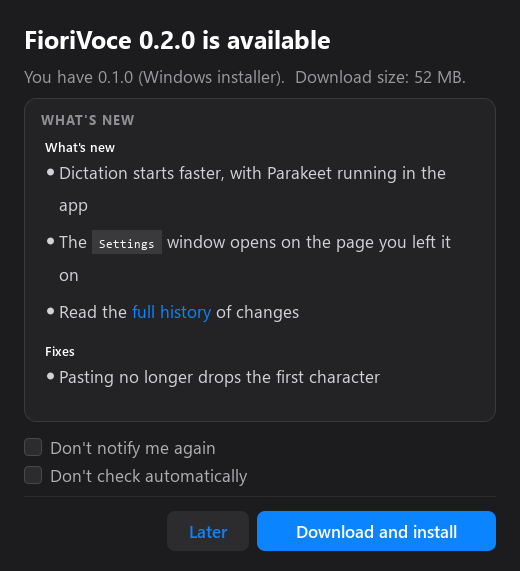 FioriVoce 0.2.0 is available
You have 0.1.0 (Windows installer).  Download size: 52 MB.
WHAT'S NEW
What's new
• Dictation starts faster, with Parakeet running in the
app
• The Settings window opens on the page you left it
on
• Read the full history of changes
Fixes
• Pasting no longer drops the first character
Don't notify me again
Don't check automatically
Later
Download and install